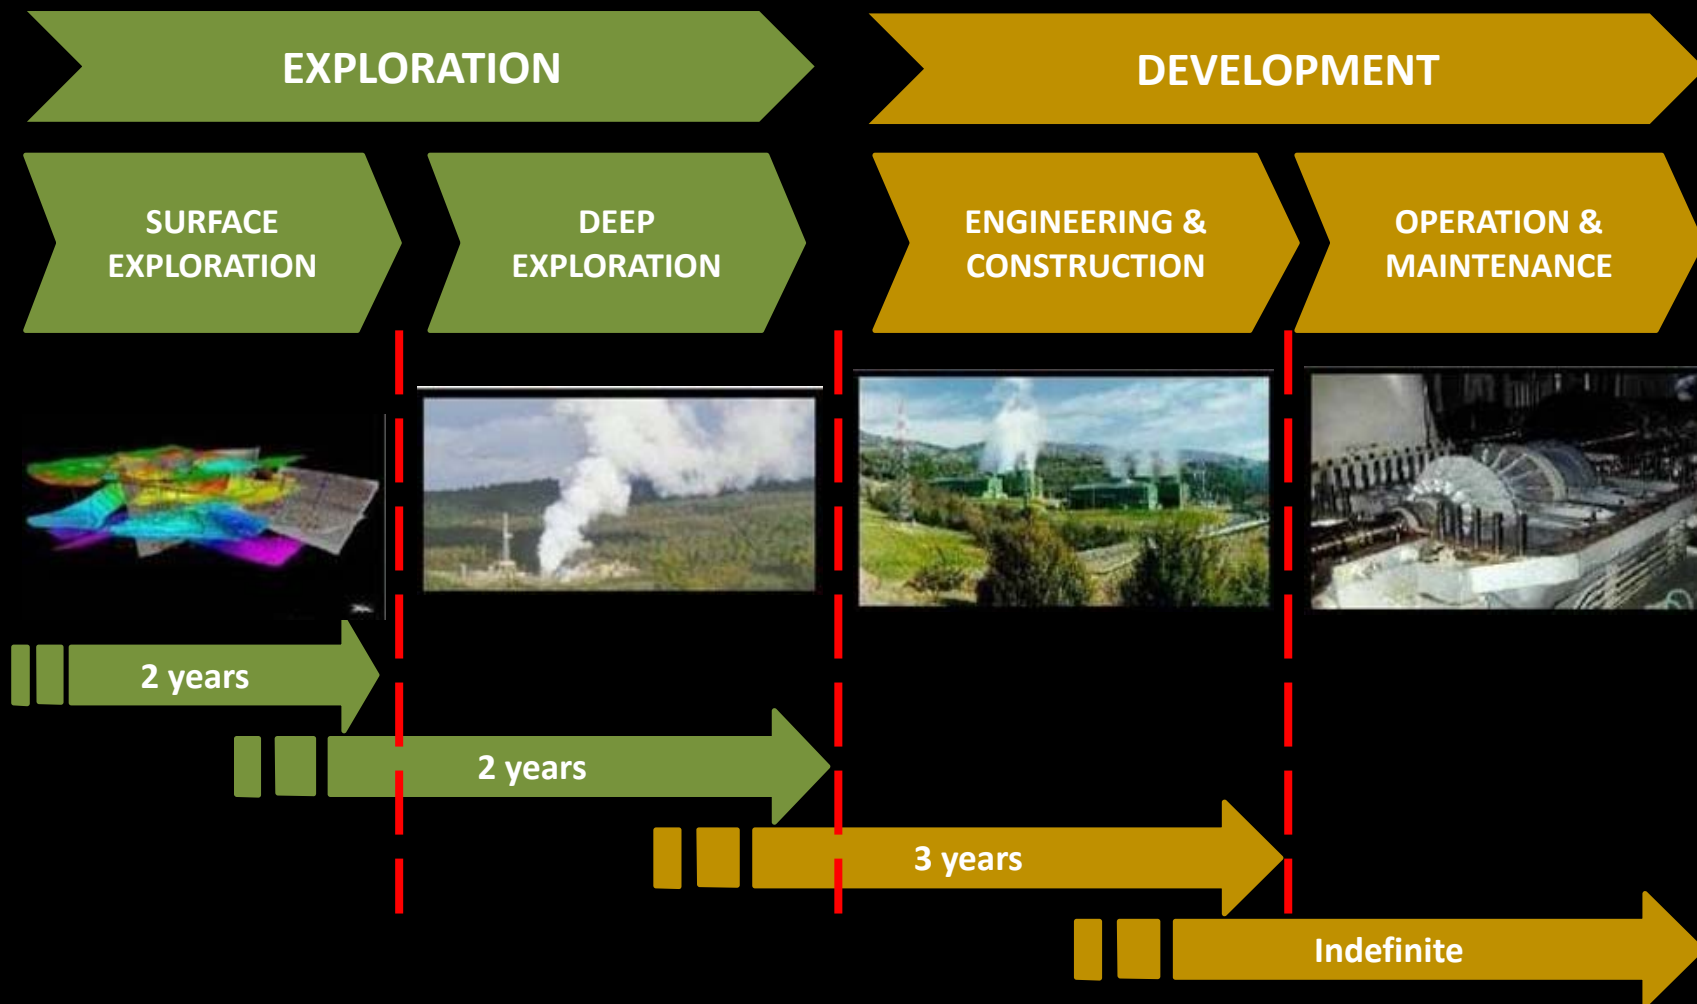 EXPLORATION
DEVELOPMENT
SURFACE
EXPLORATION
DEEP
EXPLORATION
ENGINEERING &
CONSTRUCTION
OPERATION &
MAINTENANCE
2 years
2 years
3 years
Indefinite